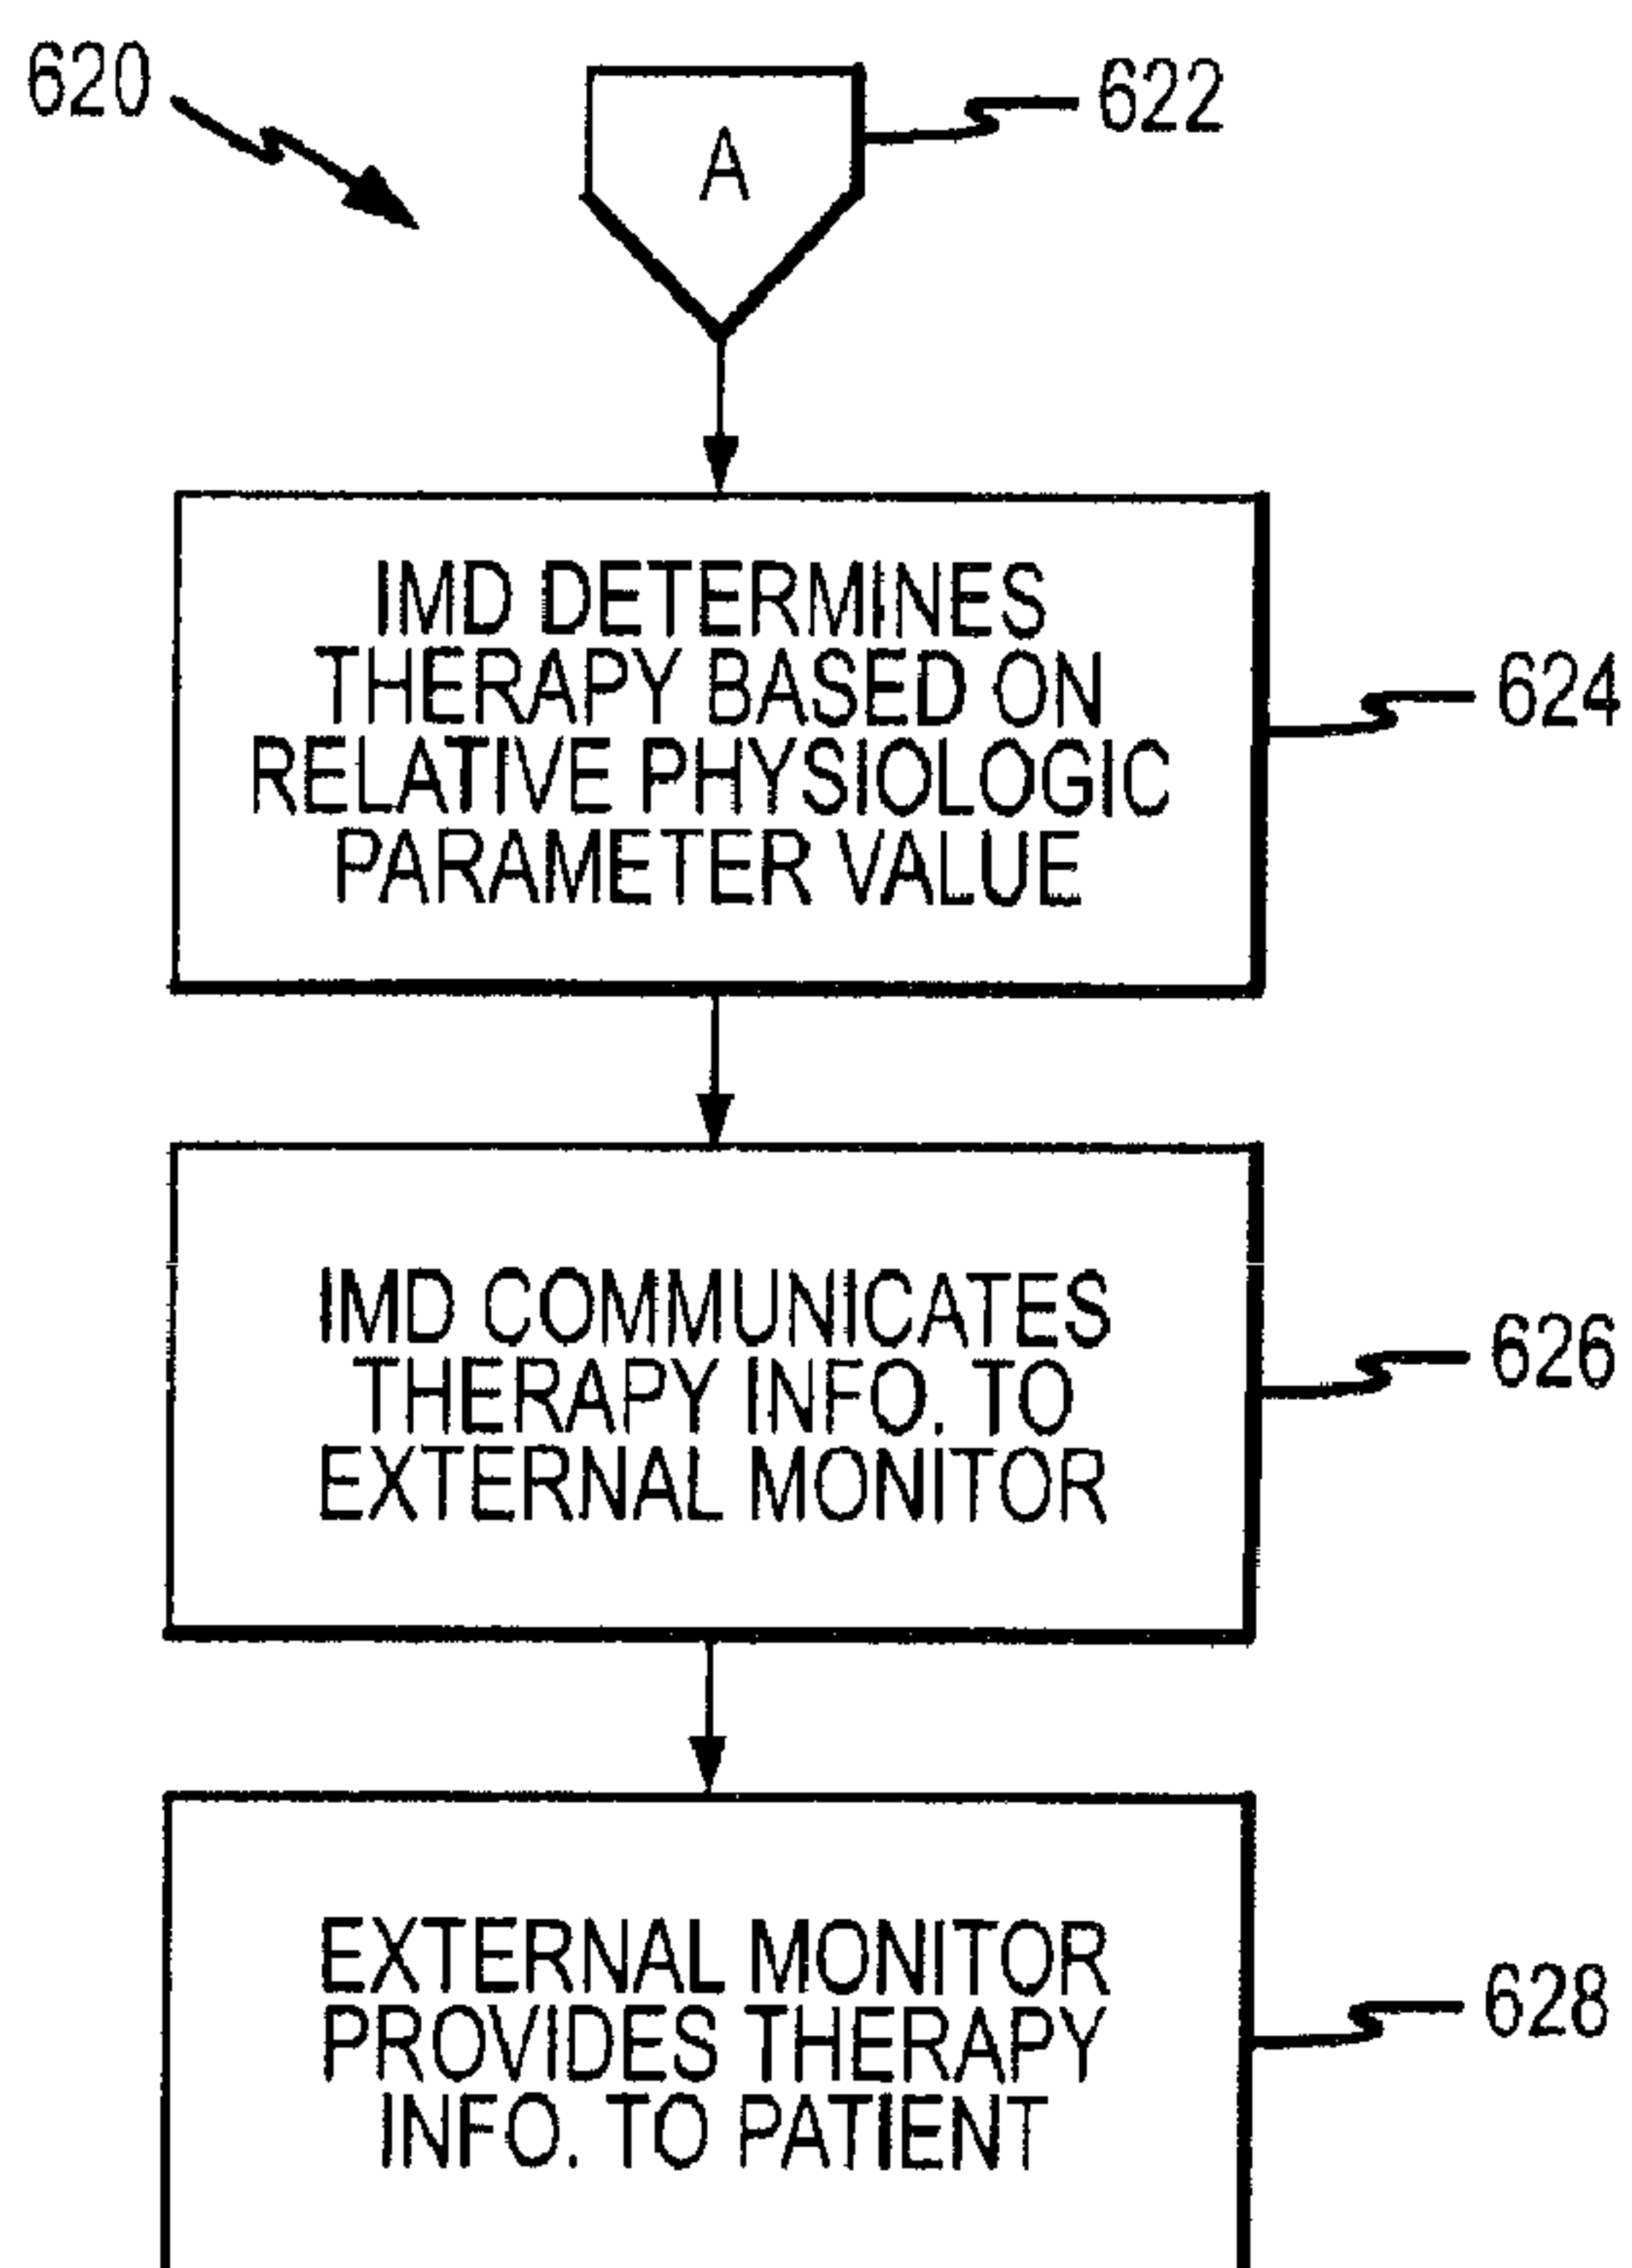 620
A
622
IMD DETERMINES
THERAPY BASED ON
RELATIVE PHYSIOLOGIC
PARAMETER VALUE
624
IMD COMMUNICATES
THERAPY INFO. TO
EXTERNAL MONITOR
626
EXTERNAL MONITOR
PROVIDES THERAPY
INFO. TO PATIENT
628